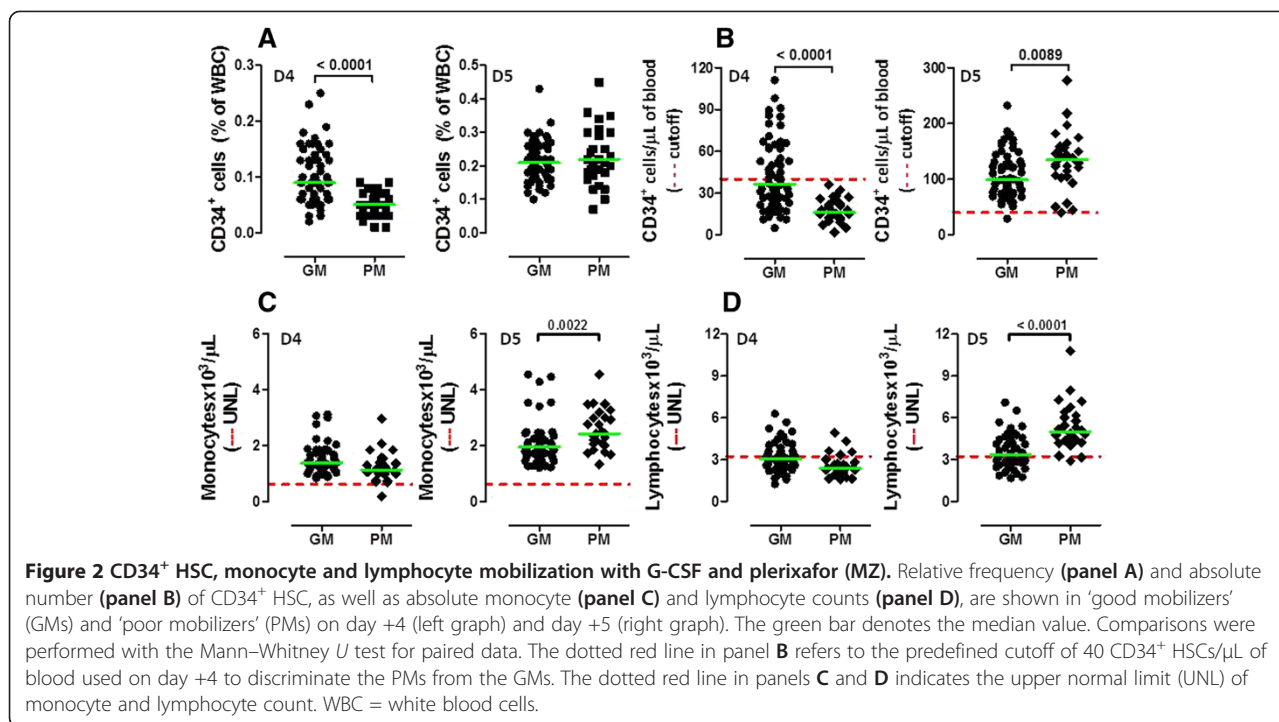 A
B
CD34+ cells (% of WBC)
0.3
0.2
0.1
0.0
D4
< 0.0001
GM PM
CD34+ cells (% of WBC)
0.5
0.4
0.3
0.2
0.1
0.0
D5
GM PM
CD34+ cells/µL of blood
(--- cutoff)
120
90
60
30
0
D4
<0.0001
GM PM
CD34+ cells/µL of blood
(--- cutoff)
300
200
100
0
D5
0.0089
GM PM
C
D
Monocytesx10³/µL
(---UNL)
6
4
2
0
D4
GM PM
Monocytesx10³/µL
(---UNL)
6
4
2
0
D5
0.0022
GM PM
Lymphocytesx10³/µL
(---UNL)
12
9
6
3
0
D4
GM PM
Lymphocytesx10³/µL
(---UNL)
12
9
6
3
0
D5
< 0.0001
GM PM
Figure 2 CD34+ HSC, monocyte and lymphocyte mobilization with G-CSF and plerixafor (MZ). Relative frequency (panel A) and absolute
number (panel B) of CD34+ HSC, as well as absolute monocyte (panel C) and lymphocyte counts (panel D), are shown in 'good mobilizers'
(GMs) and 'poor mobilizers' (PMs) on day +4 (left graph) and day +5 (right graph). The green bar denotes the median value. Comparisons were
performed with the Mann–Whitney U test for paired data. The dotted red line in panel B refers to the predefined cutoff of 40 CD34+ HSCs/µL of
blood used on day +4 to discriminate the PMs from the GMs. The dotted red line in panels C and D indicates the upper normal limit (UNL) of
monocyte and lymphocyte count. WBC = white blood cells.